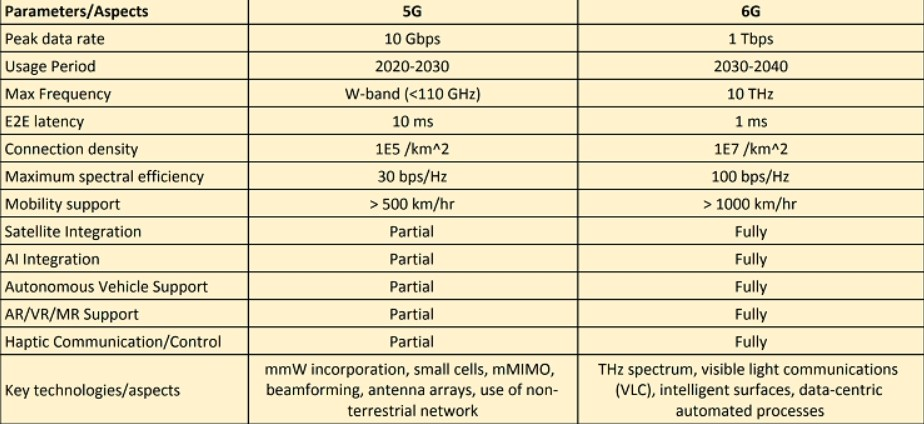 Parameters/Aspects 5G 6G
Peak data rate 10 Gbps 1 Tbps
Usage Period 2020-2030 2030-2040
Max Frequency W-band (<110 GHz) 10 THz
E2E latency 10 ms 1 ms
Connection density 1E5 /km^2 1E7 /km^2
Maximum spectral efficiency 30 bps/Hz 100 bps/Hz
Mobility support > 500 km/hr > 1000 km/hr
Satellite Integration Partial Fully
AI Integration Partial Fully
Autonomous Vehicle Support Partial Fully
AR/VR/MR Support Partial Fully
Haptic Communication/Control Partial Fully
Key technologies/aspects
mmW incorporation, small cells, mMIMO,
beamforming, antenna arrays, use of non-
terrestrial network
THz spectrum, visible light communications
(VLC), intelligent surfaces, data-centric
automated processes